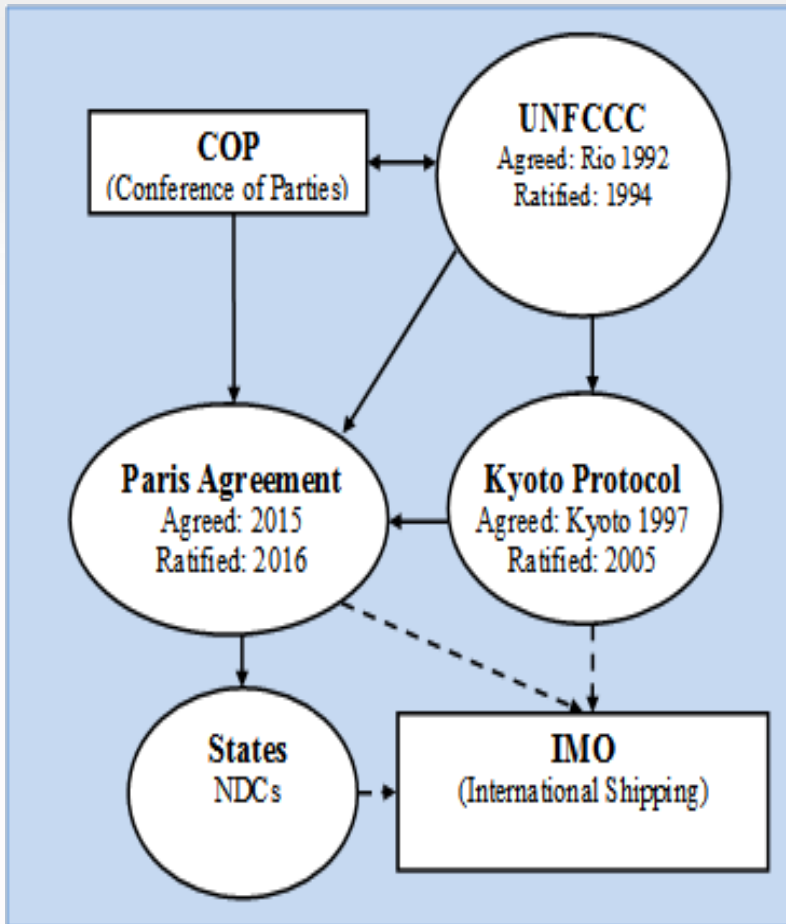 COP
(Conference of Parties)
UNFCCC
Agreed: Rio 1992
Ratified: 1994
Paris Agreement
Agreed: 2015
Ratified: 2016
Kyoto Protocol
Agreed: Kyoto 1997
Ratified: 2005
States
NDCs
IMO
(International Shipping)